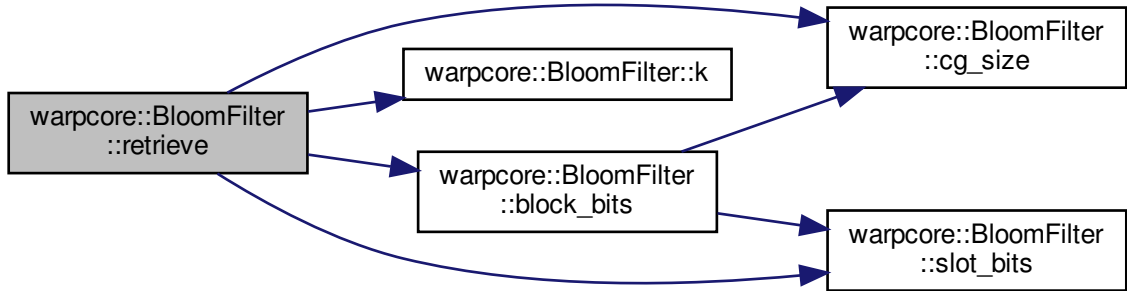 warpcore::BloomFilter
::retrieve
warpcore::BloomFilter::k
warpcore::BloomFilter
::block_bits
warpcore::BloomFilter
::cg_size
warpcore::BloomFilter
::slot_bits